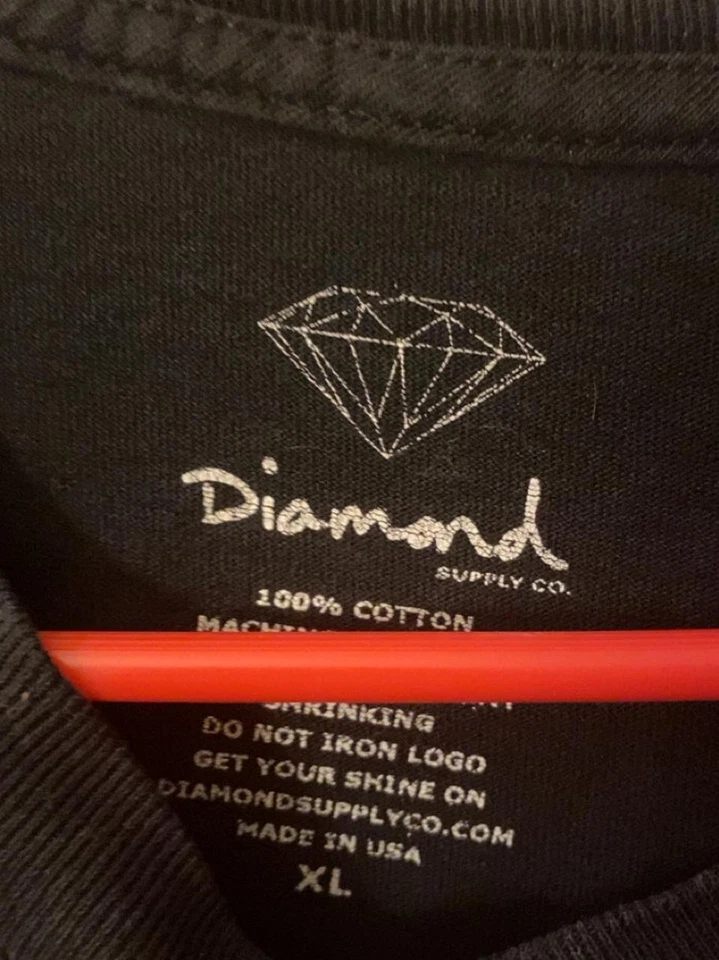 Diamond
SUPPLY CO.
100% COTTON
SHRINKING
DO NOT IRON LOGO
GET YOUR SHINE ON
DIAMONDSUPPLYCO.COM
MADE IN USA
XL